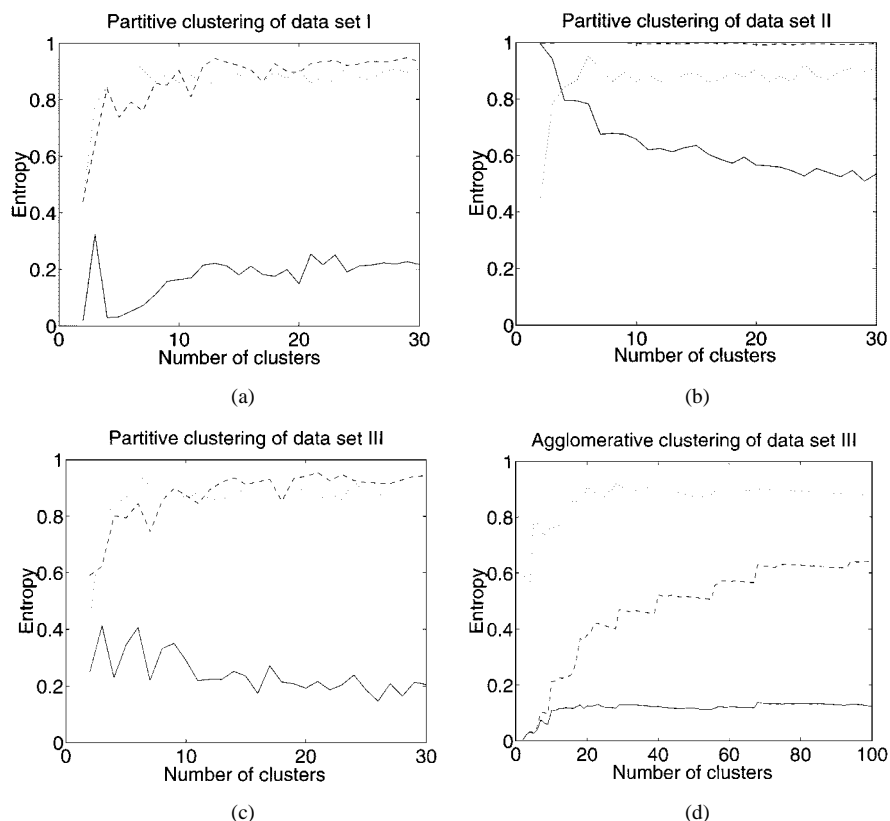 Partitive clustering of data set I
Entropy
1
0.8
0.6
0.4
0.2
0
0
10
20
30
Number of clusters
(a)
Partitive clustering of data set II
Entropy
1
0.8
0.6
0.4
0.2
0
0
10
20
30
Number of clusters
(b)
Partitive clustering of data set III
Entropy
1
0.8
0.6
0.4
0.2
0
0
10
20
30
Number of clusters
(c)
Agglomerative clustering of data set III
Entropy
1
0.8
0.6
0.4
0.2
0
0
20
40
60
80
100
Number of clusters
(d)